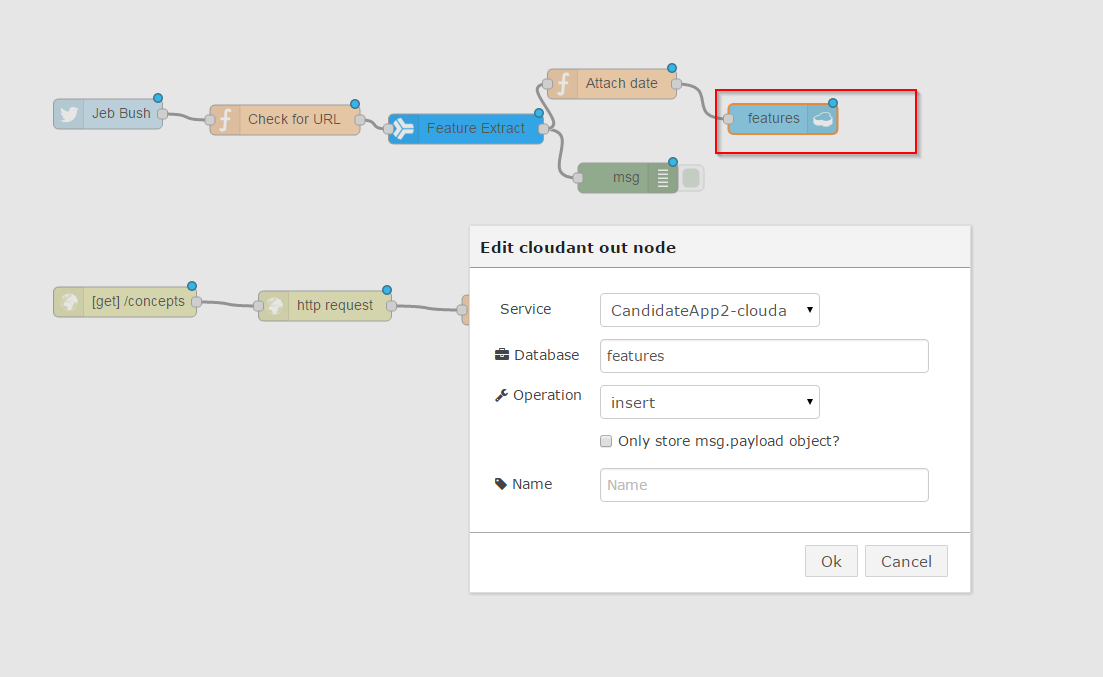 Attach date
Jeb Bush
Check for URL
features
Feature Extract
msg
Edit cloudant out node
[get] /concepts
http request
Service
CandidateApp2-clouda
Database
features
Operation
insert
Only store msg.payload object?
Name
Name
Ok
Cancel